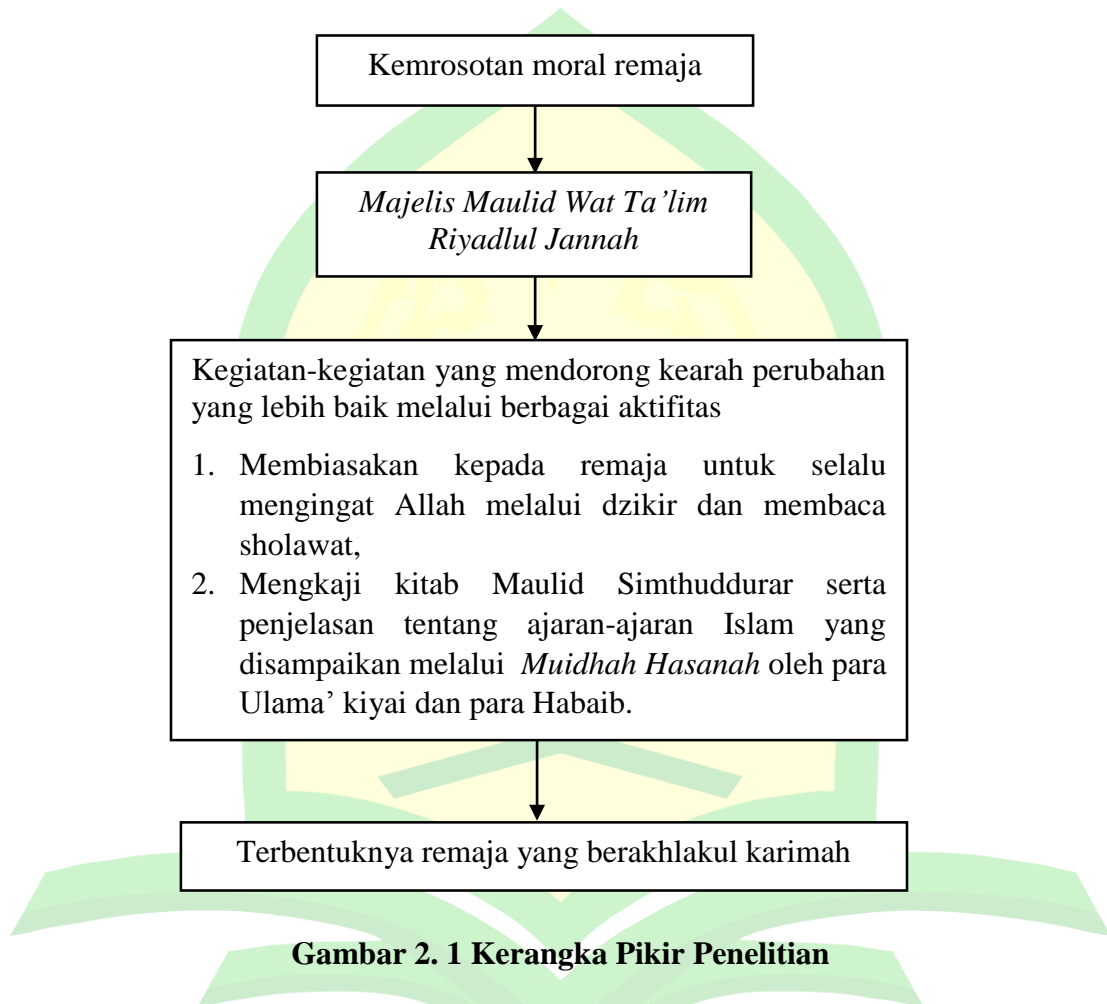 Kemrosotan moral remaja
Majelis Maulid Wat Ta’lim
Riyadlul Jannah
Kegiatan-kegiatan yang mendorong kearah perubahan
yang lebih baik melalui berbagai aktifitas
1. Membiasakan kepada remaja untuk selalu
mengingat Allah melalui dzikir dan membaca
sholawat,
2. Mengkaji kitab Maulid Simthuddurar serta
penjelasan tentang ajaran-ajaran Islam yang
disampaikan melalui Muidhah Hasanah oleh para
Ulama’ kiyai dan para Habaib.
Terbentuknya remaja yang berakhlakul karimah
Gambar 2. 1 Kerangka Pikir Penelitian